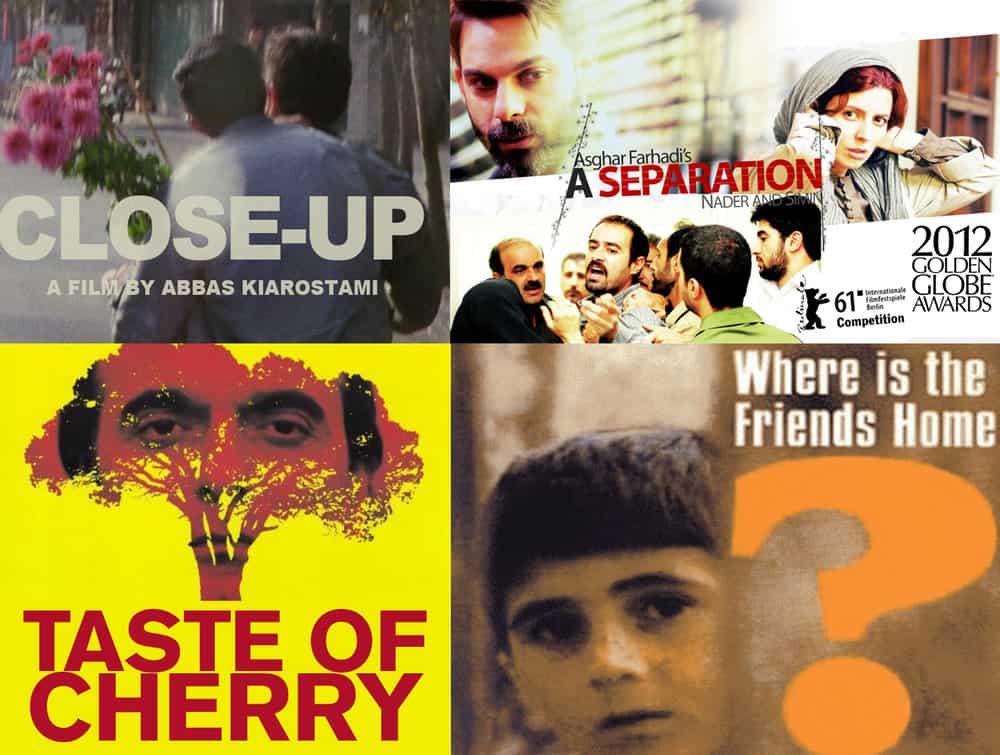 CLOSE-UP
A FILM BY ABBAS KIAROSTAMI
Asghar Farhadi's
A SEPARATION
NADER AND SIMIN
2012
GOLDEN
GLOBE
AWARDS
61
Internationale
Filmfestspiele
Berlin
Competition
TASTE OF
CHERRY
Where is the
Friends Home
?